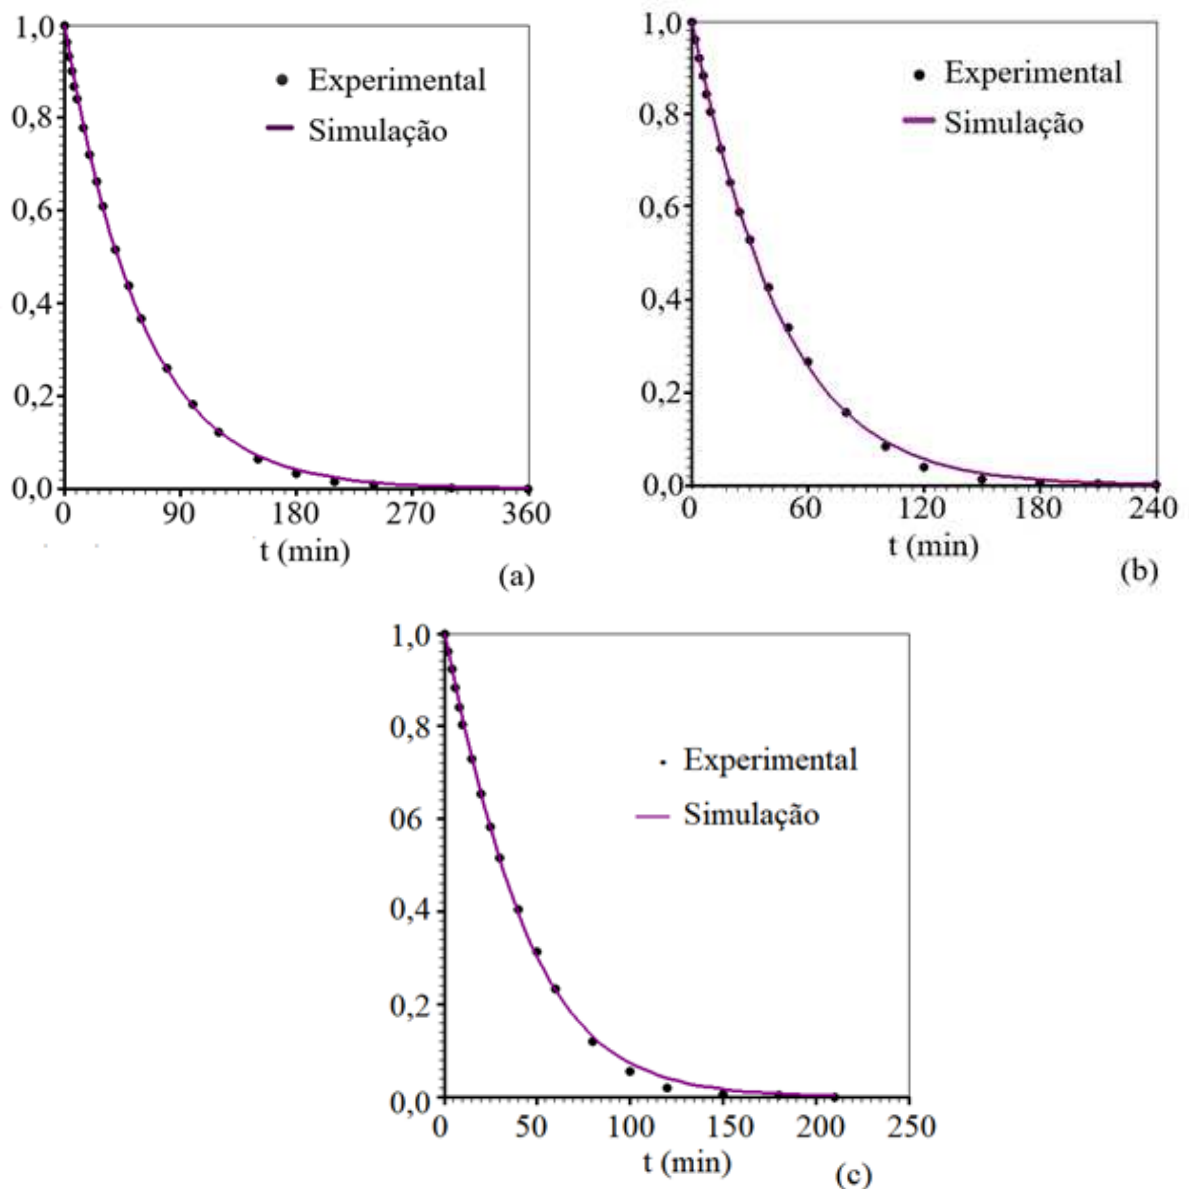 1,0
● Experimental
0,8
Simulação
0,6
0,4
0,2
0,0
0 90 180 270 360
t (min)
(a)
1,0
● Experimental
0,8
Simulação
0,6
0,4
0,2
0,0
0 60 120 180 240
t (min)
(b)
1,0
0,8
Experimental
06
Simulação
0,4
0,2
0,0
0 50 100 150 200 250
t (min)
(c)